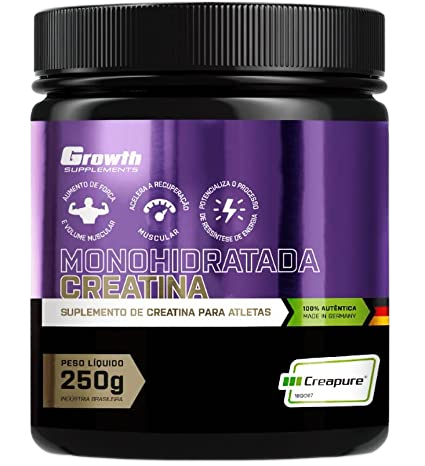 Growth
SUPPLEMENTS
AUMENTO DE FORÇA
E VOLUME MUSCULAR
ACELERA A RECUPERAÇÃO
MUSCULAR
POTENCIALIZA O PROCESSO
DE RESSÍNTESE DE ENERGIA
MONOHIDRATADA
CREATINA
SUPLEMENTO DE CREATINA PARA ATLETAS
100% AUTÊNTICA
MADE IN GERMANY
PESO LÍQUIDO
250g
INDÚSTRIA BRASILEIRA
Creapure®